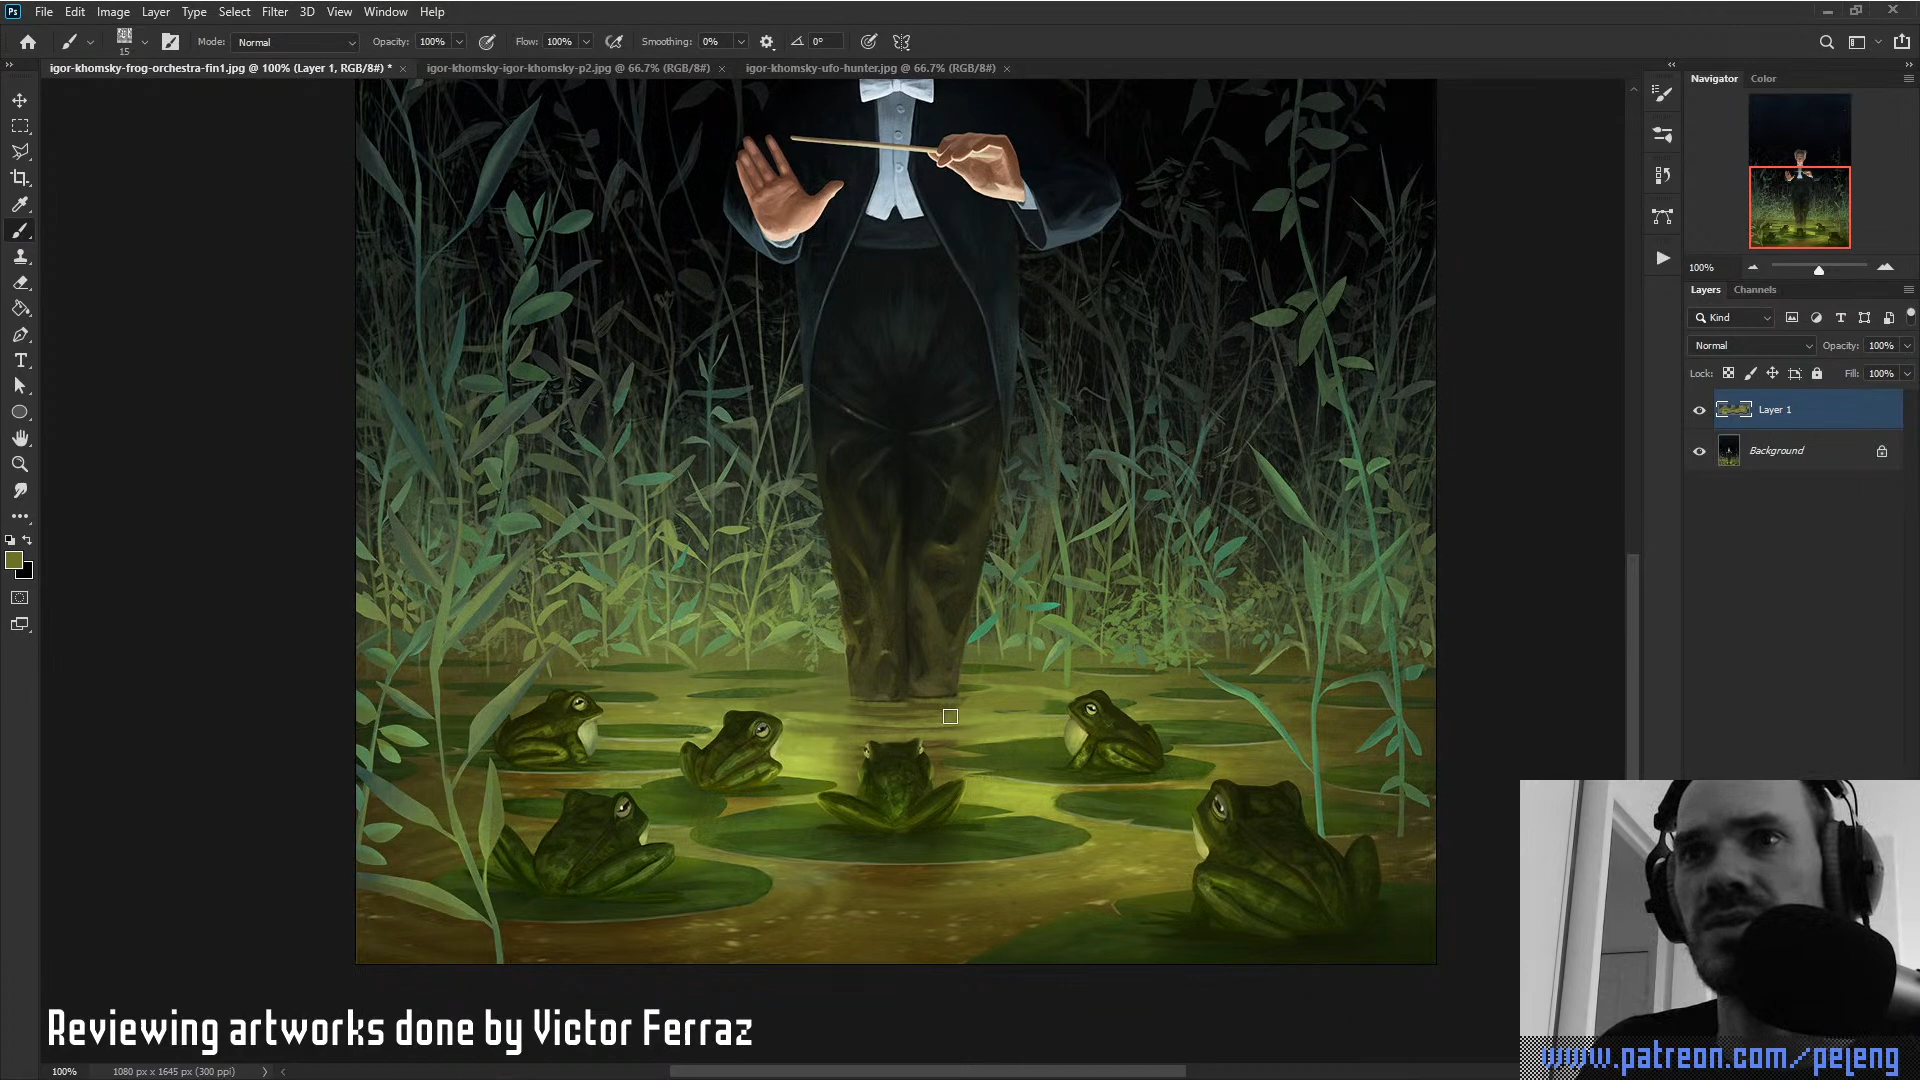 Ps File Edit Image Layer Type Select Filter 3D View Window Help
15 Mode: Normal Opacity: 100% Flow: 100% Smoothing: 0% 0°
igor-khomsky-frog-orchestra-fin1.jpg @ 100% (Layer 1, RGB/8#) * × igor-khomsky-igor-khomsky-p2.jpg @ 66.7% (RGB/8#) × igor-khomsky-ufo-hunter.jpg @ 66.7% (RGB/8#) ×
Navigator Color
100%
Layers Channels
Kind
Normal Opacity: 100%
Lock: Fill: 100%
Layer 1
Background
Reviewing artworks done by Victor Ferraz
www.patreon.com/pejeng
100% 1080 px x 1645 px (300 ppi)